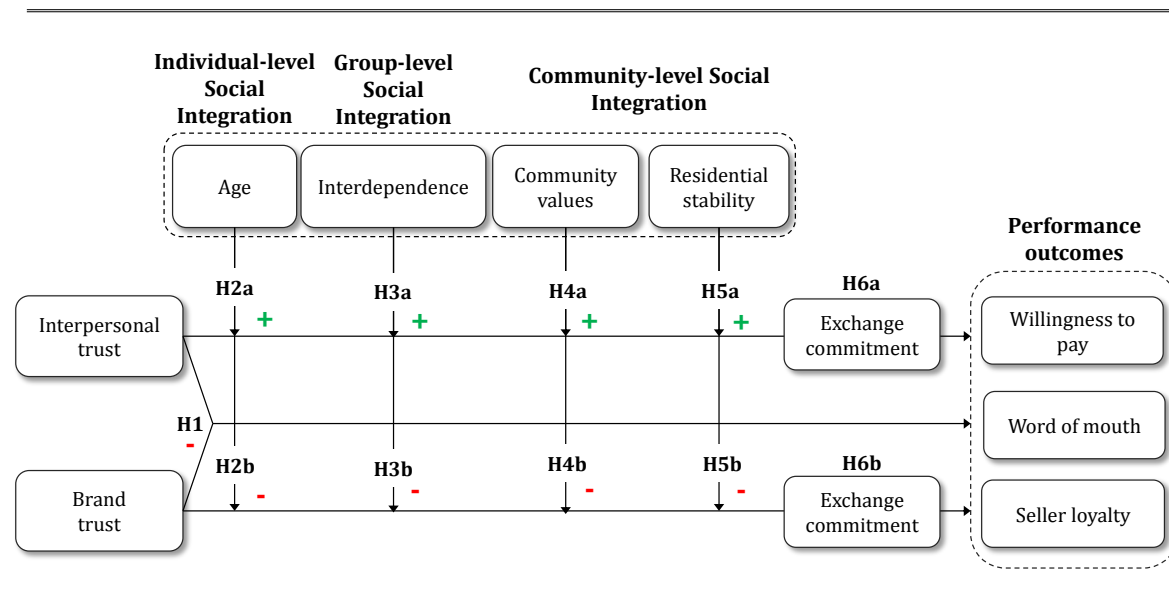 Individual-level
Social
Integration
Group-level
Social
Integration
Community-level Social
Integration
Age
Interdependence
Community
values
Residential
stability
Performance
outcomes
H2a
+
H3a
+
H4a
+
H5a
+
H6a
Interpersonal
trust
Exchange
commitment
Willingness to
pay
H1
-
Word of mouth
H2b
-
H3b
-
H4b
-
H5b
-
H6b
Brand
trust
Exchange
commitment
Seller loyalty